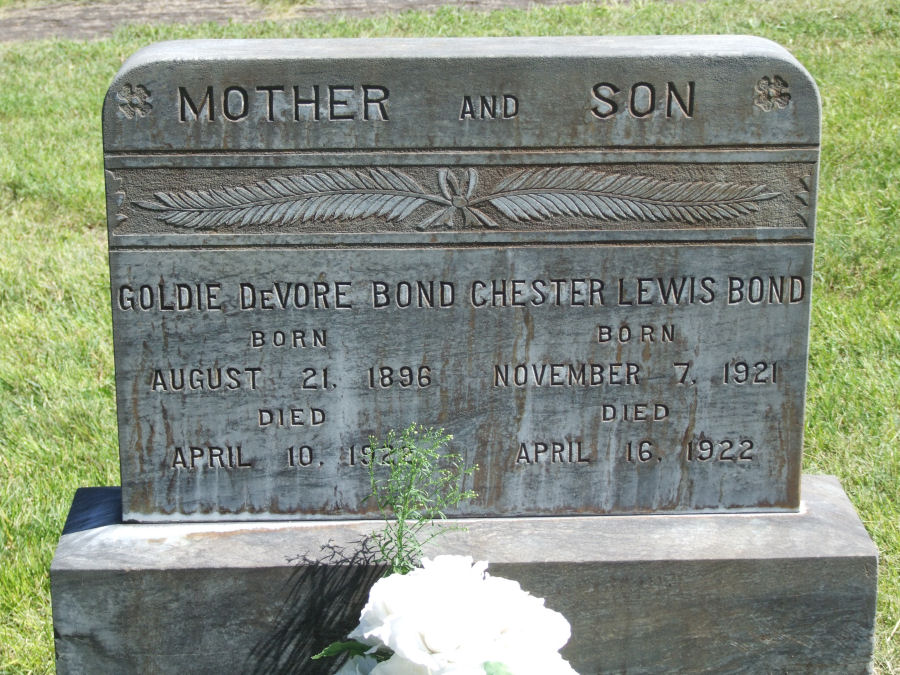 MOTHER AND SON
GOLDIE DEVORE BOND
BORN
AUGUST 21, 1896
DIED
APRIL 10, 1922
CHESTER LEWIS BOND
BORN
NOVEMBER 7, 1921
DIED
APRIL 16, 1922